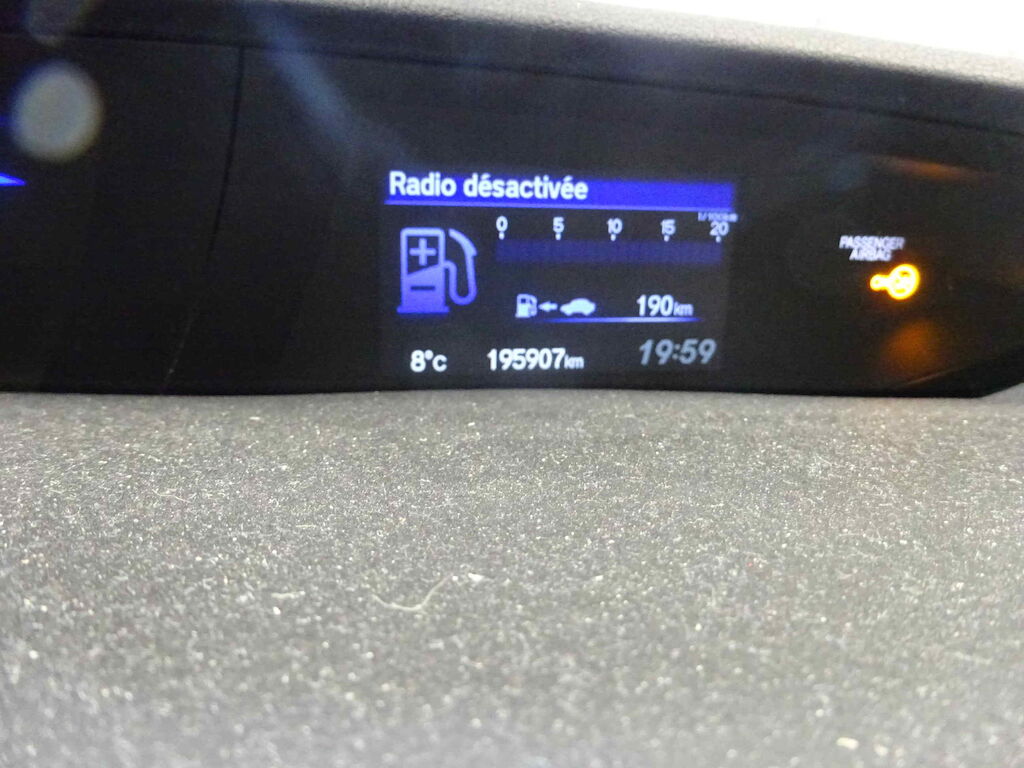 Radio désactivée
l/100km
0 5 10 15 20
190km
8°C 195907km 19:59
PASSENGER
AIRBAG